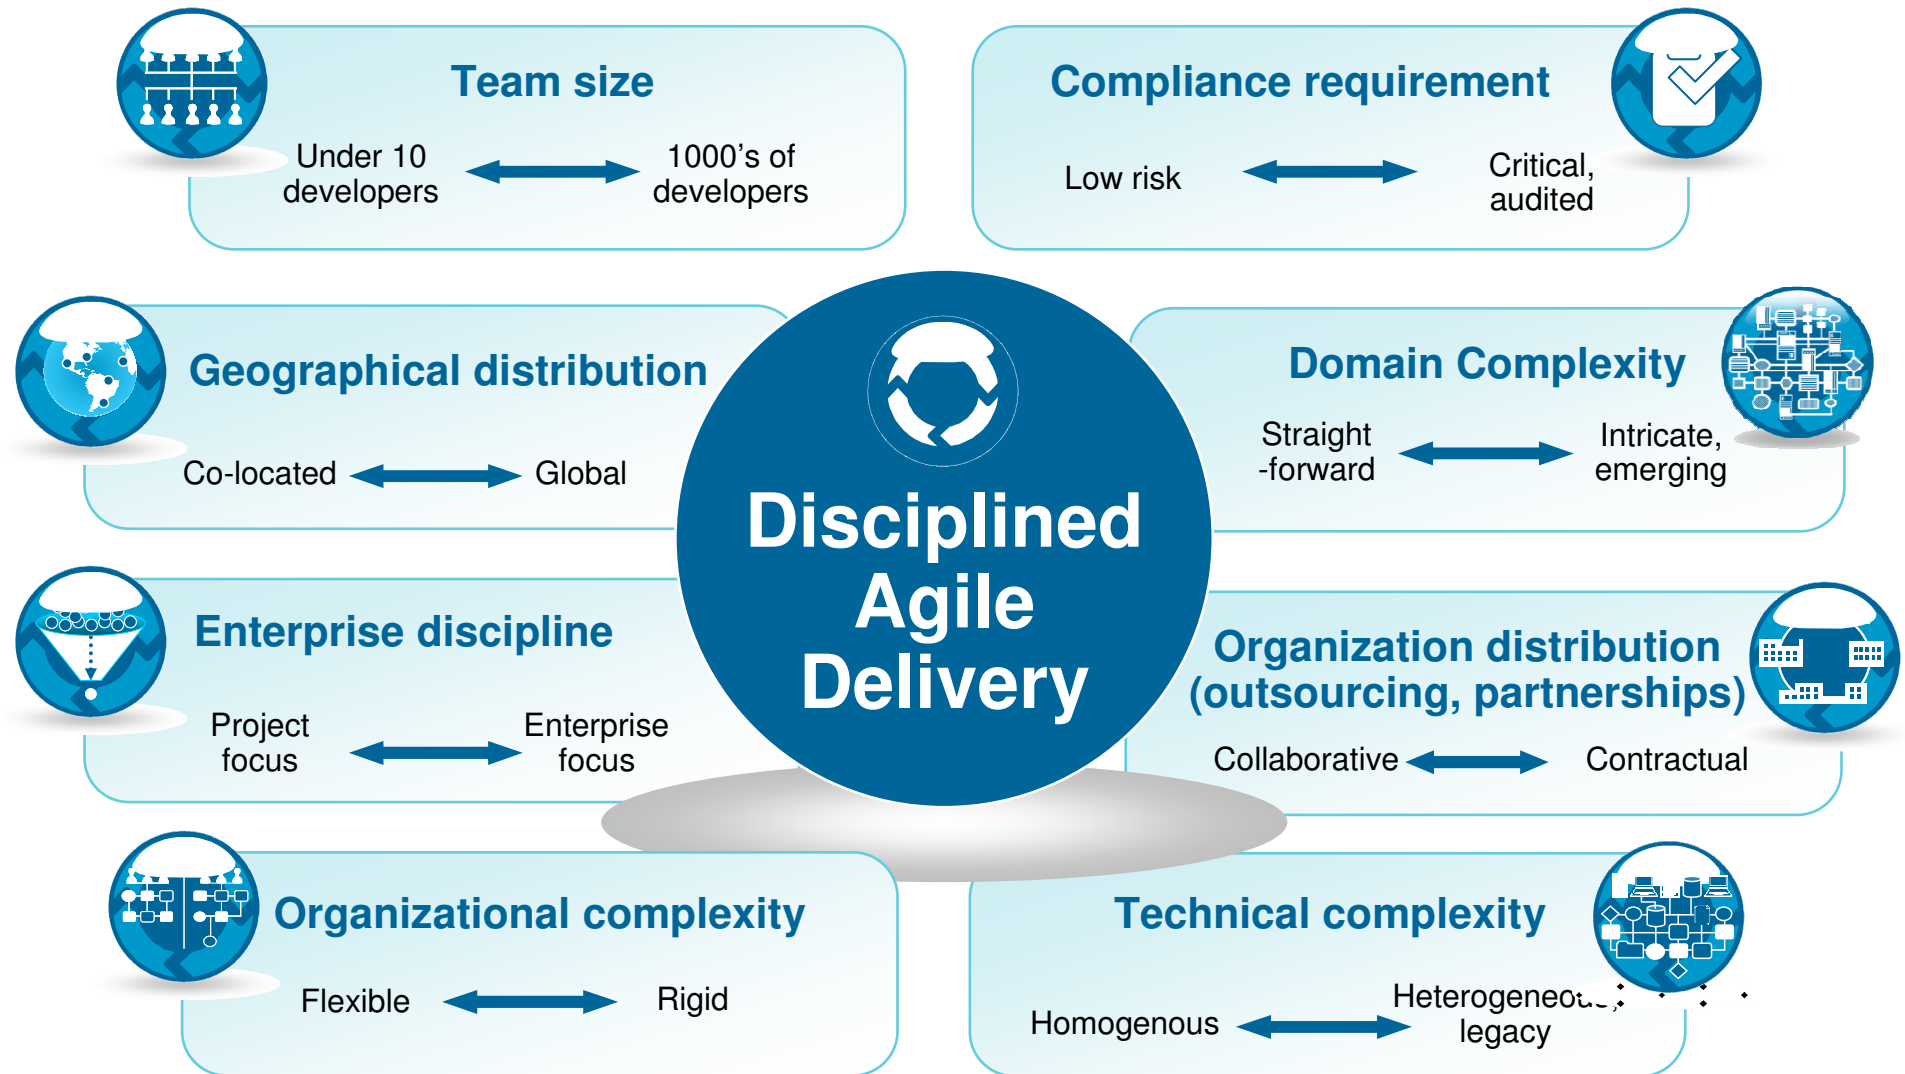 Team size
Under 10
developers
1000's of
developers
Compliance requirement
Low risk
Critical,
audited
Geographical distribution
Co-located
Global
Domain Complexity
Straight
-forward
Intricate,
emerging
Disciplined
Agile
Delivery
Enterprise discipline
Project
focus
Enterprise
focus
Organization distribution
(outsourcing, partnerships)
Collaborative
Contractual
Organizational complexity
Flexible
Rigid
Technical complexity
Homogenous
Heterogeneous,
legacy